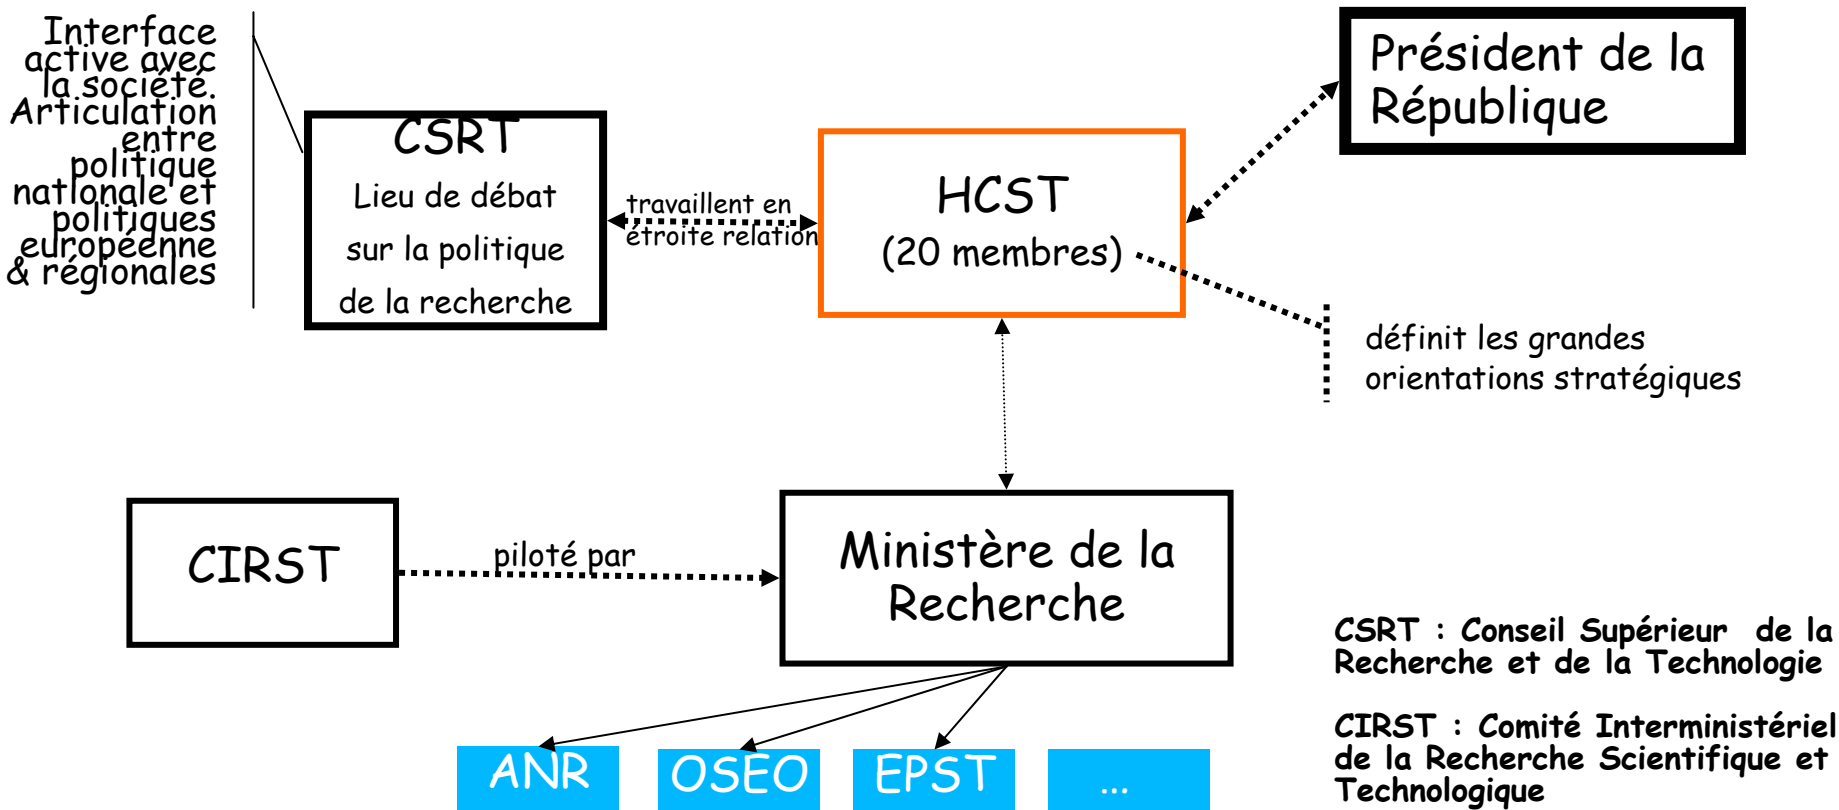 Interface
active avec
la société.
Articulation
entre
politique
nationale et
politiques
européenne
& régionales
CSRT
Lieu de débat
sur la politique
de la recherche
travaillent en
étroite relation
HCST
(20 membres)
Président de la
République
définit les grandes
orientations stratégiques
CIRST
piloté par
Ministère de la
Recherche
ANR
OSEO
EPST
...
CSRT : Conseil Supérieur de la
Recherche et de la Technologie
CIRST : Comité Interministériel
de la Recherche Scientifique et
Technologique